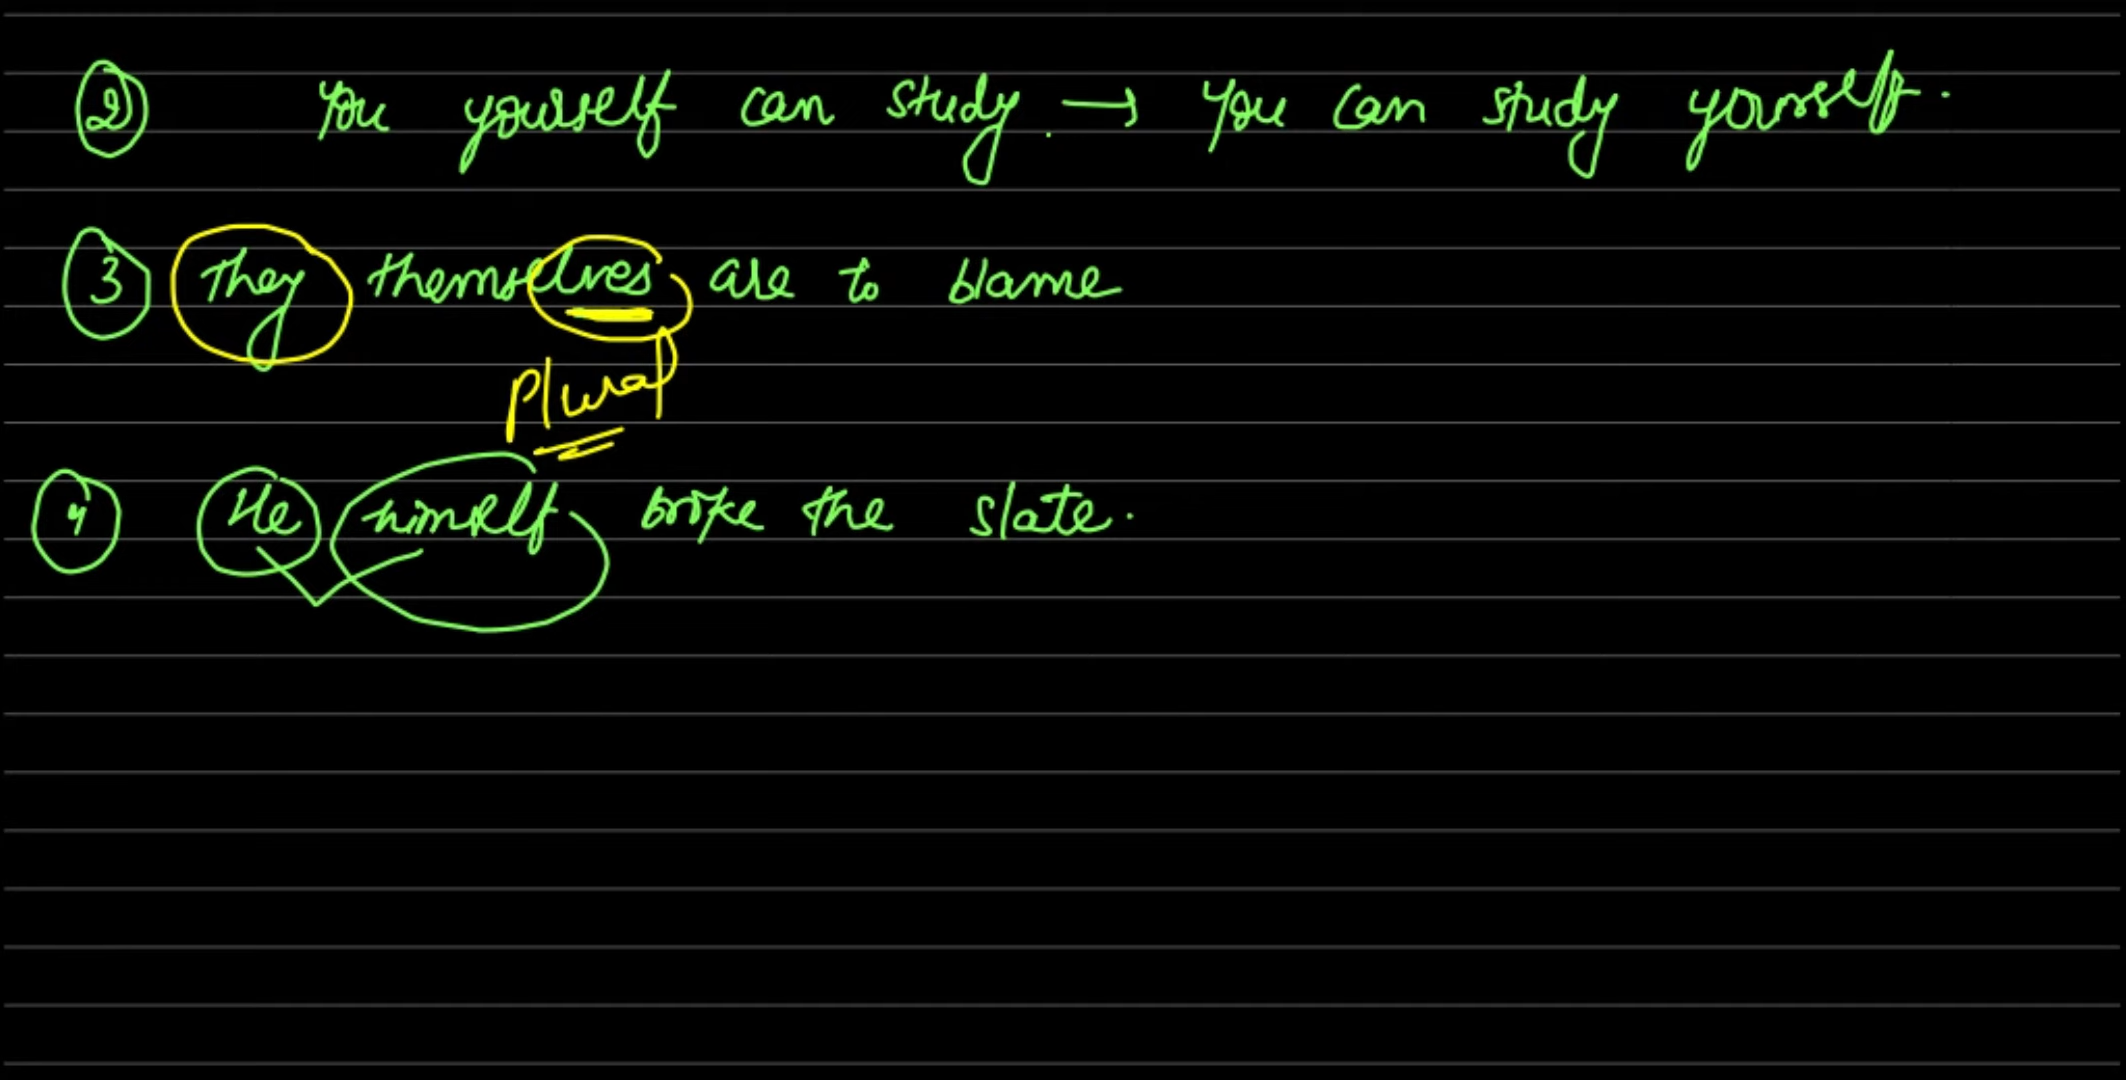 2 You yourself can study. → You can study yourself.
3 They themselves are to blame
Plural
4 He himself broke the slate.